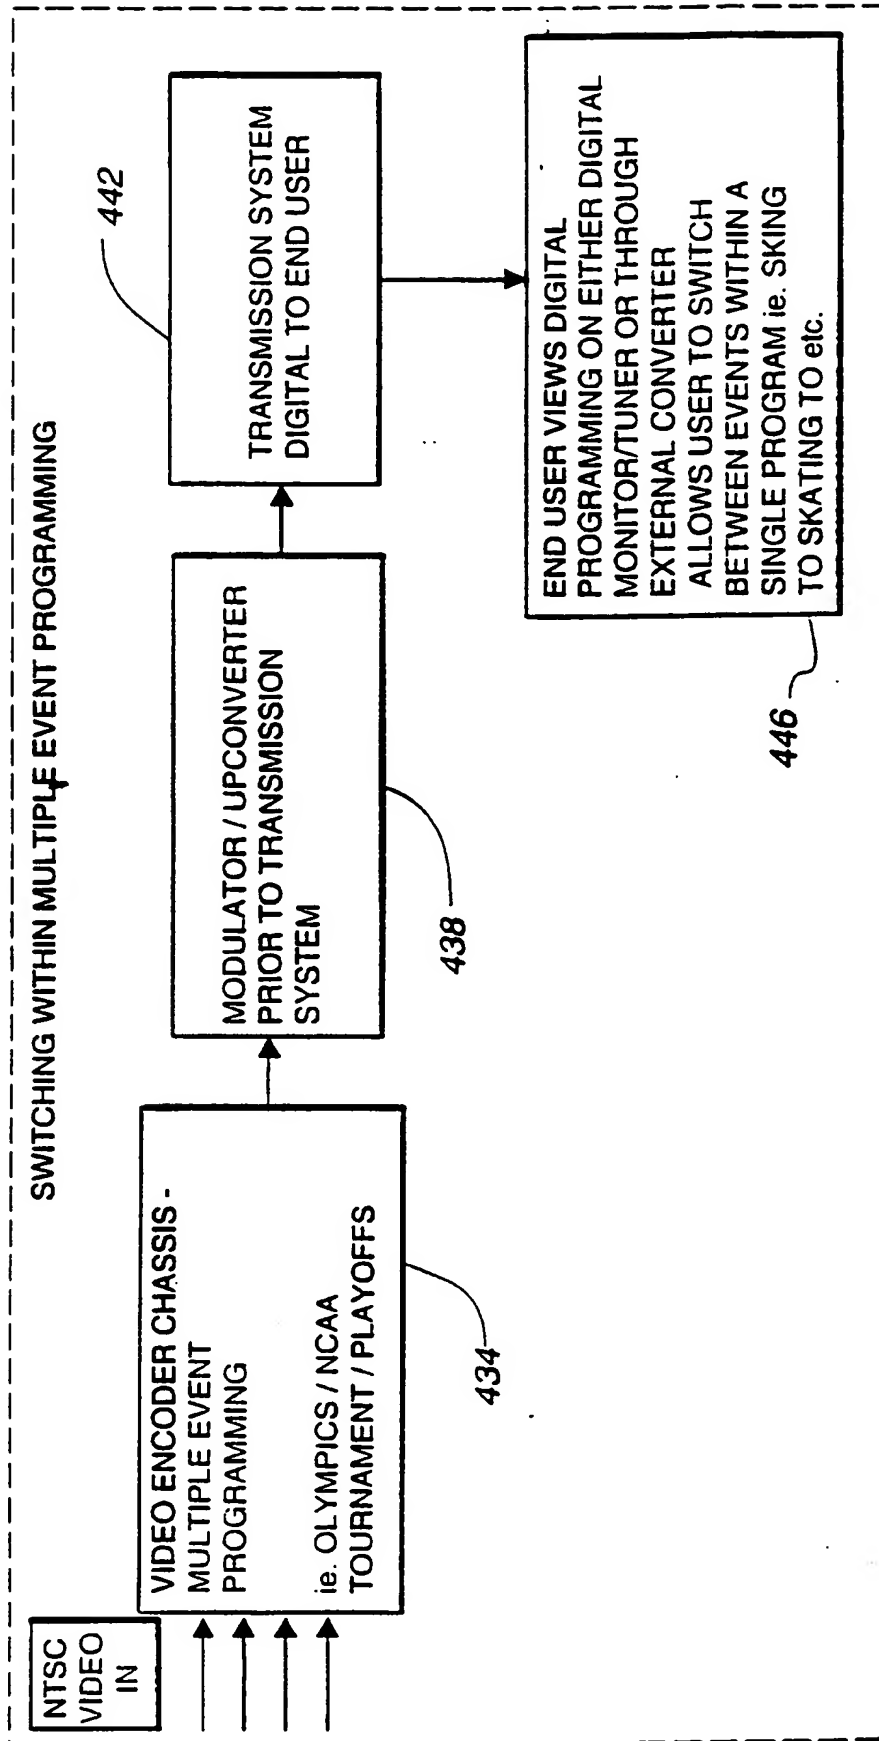 SWITCHING WITHIN MULTIPLE EVENT PROGRAMMING
NTSC
VIDEO
IN
VIDEO ENCODER CHASSIS -
MULTIPLE EVENT
PROGRAMMING
ie. OLYMPICS / NCAA
TOURNAMENT / PLAYOFFS
434
MODULATOR / UPCONVERTER
PRIOR TO TRANSMISSION
SYSTEM
438
TRANSMISSION SYSTEM
DIGITAL TO END USER
442
END USER VIEWS DIGITAL
PROGRAMMING ON EITHER DIGITAL
MONITOR/TUNER OR THROUGH
EXTERNAL CONVERTER
ALLOWS USER TO SWITCH
BETWEEN EVENTS WITHIN A
SINGLE PROGRAM ie. SKING
TO SKATING TO etc.
446